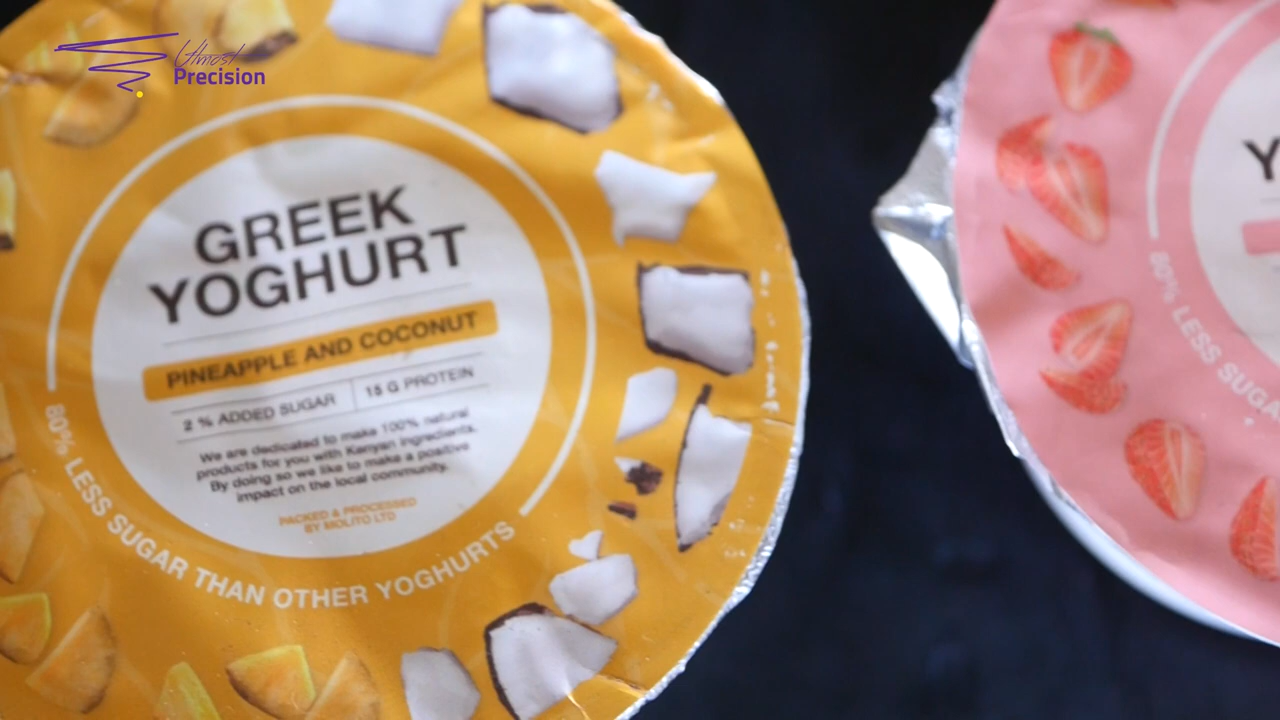 Utmost
Precision
GREEK
YOGHURT
PINEAPPLE AND COCONUT
2 % ADDED SUGAR
15 G PROTEIN
We are dedicated to make 100% natural
products for you with Kenyan ingredients.
By doing so we like to make a positive
impact on the local community.
PACKED & PROCESSED
BY MOLITO LTD
80% LESS SUGAR THAN OTHER YOGHURTS
Y
80% LESS SUGA